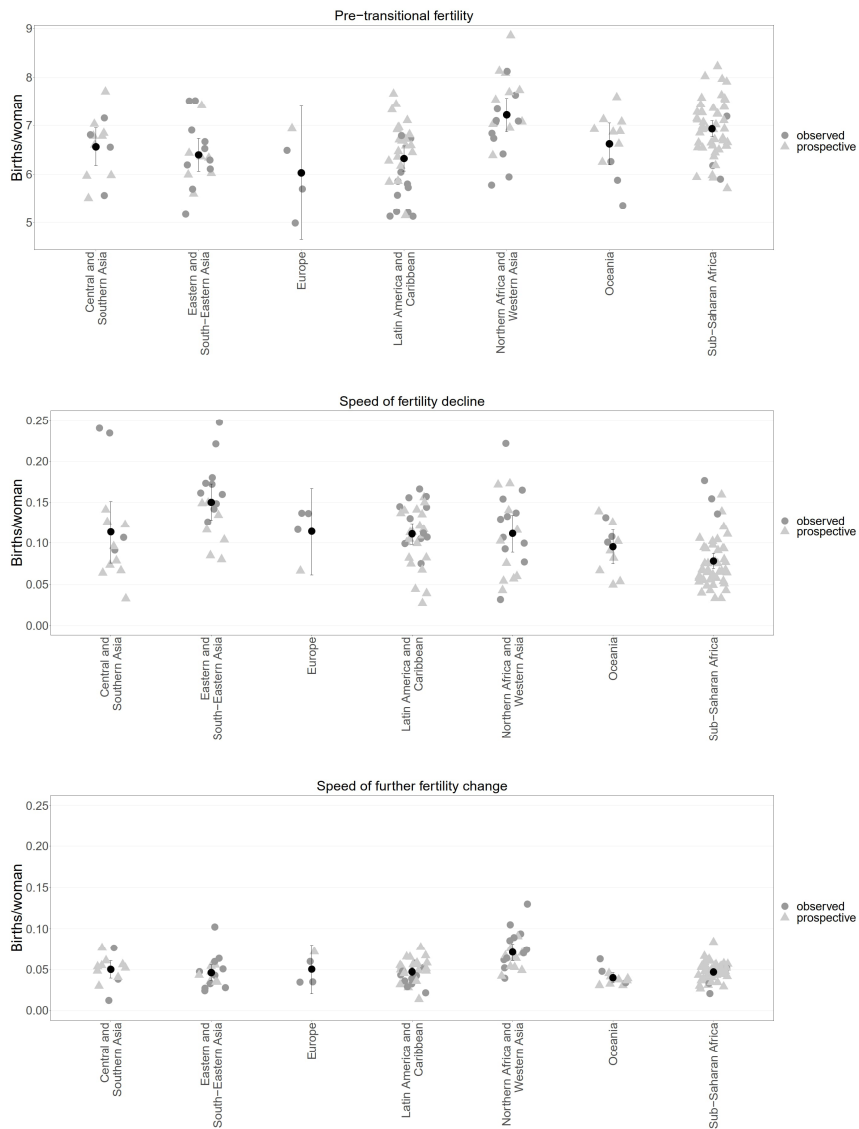 Pre−transitional fertility
Births/woman
9
8
7
6
5
observed
prospective
Central and
Southern Asia
Eastern and
South−Eastern Asia
Europe
Latin America and
Caribbean
Northern Africa and
Western Asia
Oceania
Sub−Saharan Africa
Speed of fertility decline
Births/woman
0.25
0.20
0.15
0.10
0.05
0.00
observed
prospective
Central and
Southern Asia
Eastern and
South−Eastern Asia
Europe
Latin America and
Caribbean
Northern Africa and
Western Asia
Oceania
Sub−Saharan Africa
Speed of further fertility change
Births/woman
0.25
0.20
0.15
0.10
0.05
0.00
observed
prospective
Central and
Southern Asia
Eastern and
South−Eastern Asia
Europe
Latin America and
Caribbean
Northern Africa and
Western Asia
Oceania
Sub−Saharan Africa